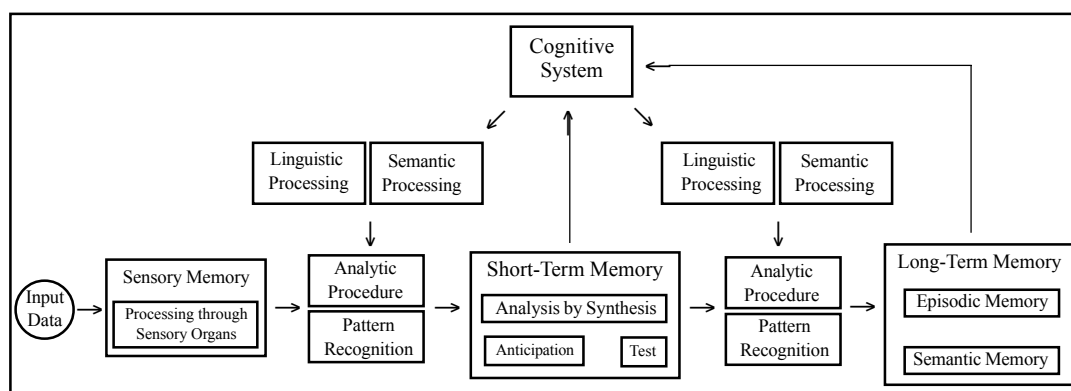 Cognitive
System
Linguistic
Processing
Semantic
Processing
Linguistic
Processing
Semantic
Processing
Input
Data
Sensory Memory
Processing through
Sensory Organs
Analytic
Procedure
Pattern
Recognition
Short-Term Memory
Analysis by Synthesis
Anticipation
Test
Analytic
Procedure
Pattern
Recognition
Long-Term Memory
Episodic Memory
Semantic Memory